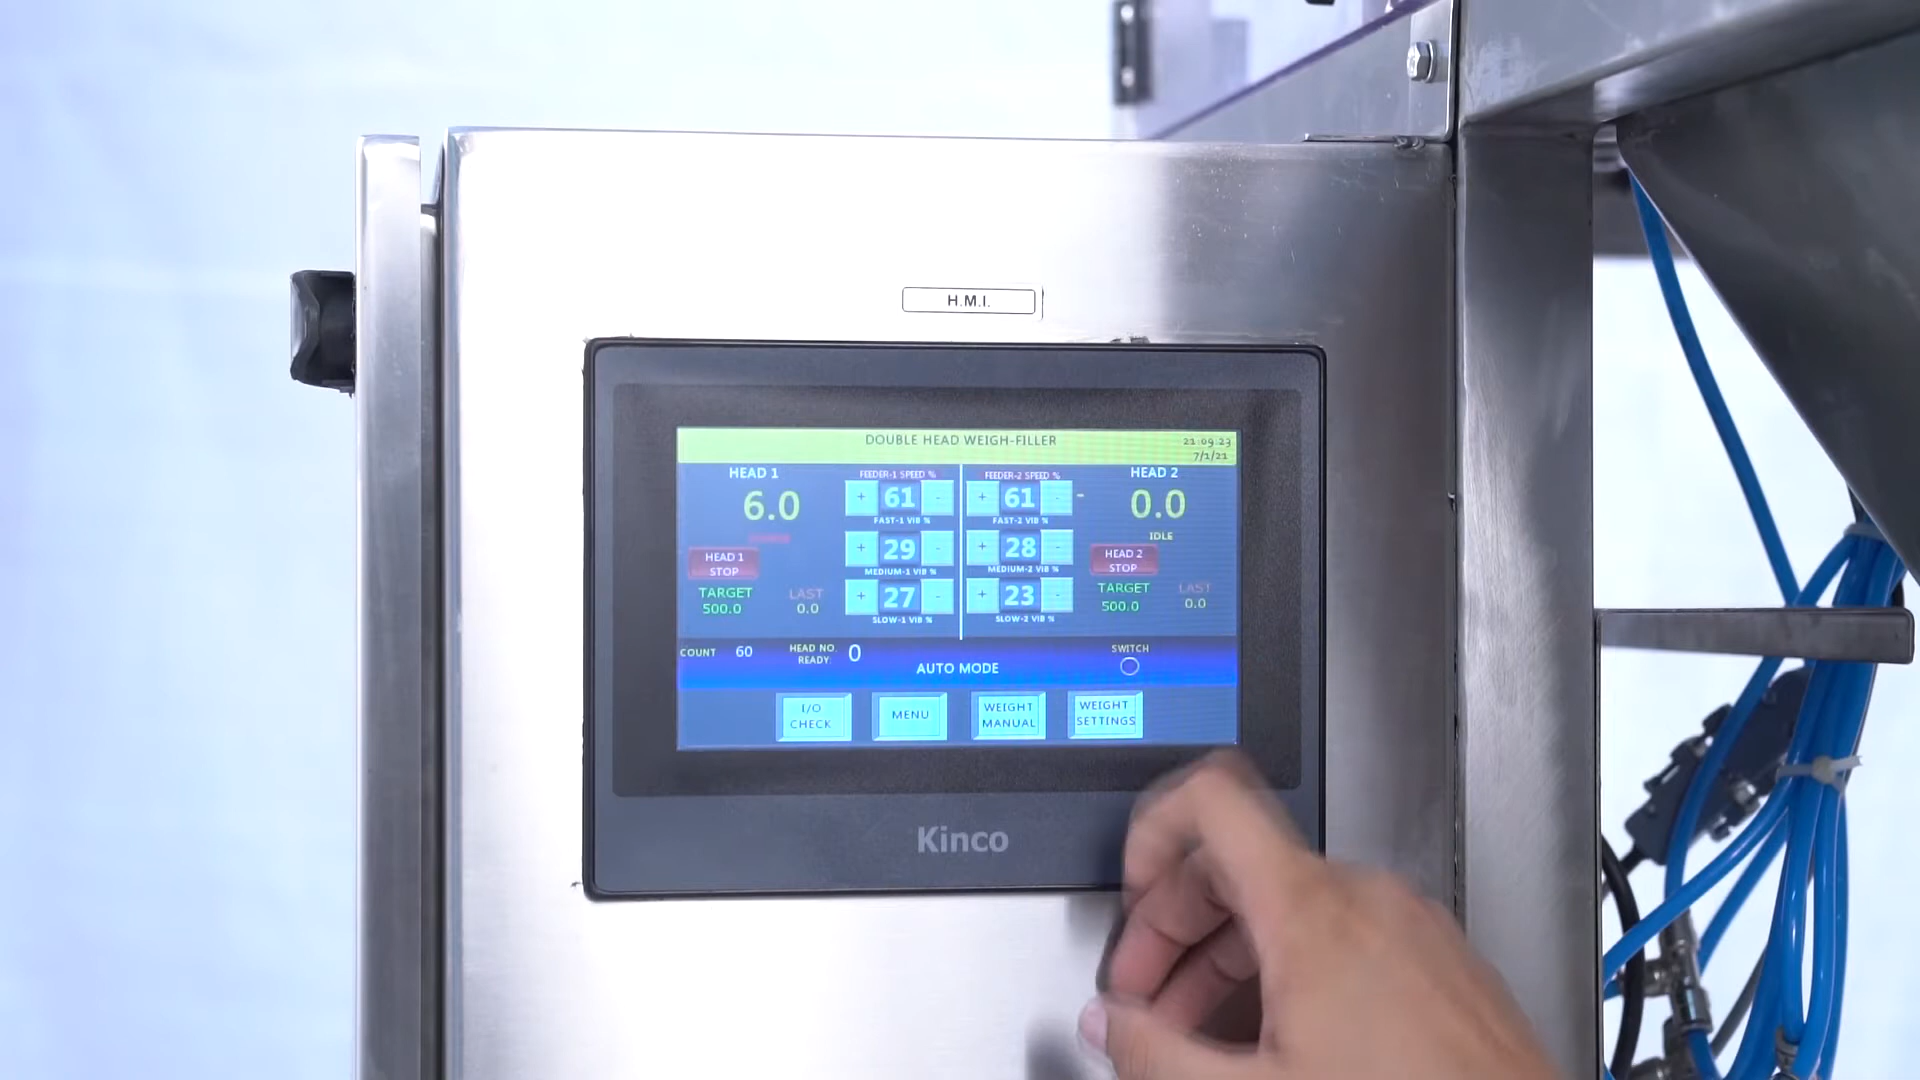 H.M.I.
DOUBLE HEAD WEIGH-FILLER
21:09:23
7/1/21
HEAD 1
6.0
HEAD 1
STOP
TARGET
500.0
LAST
0.0
FEEDER-1 SPEED %
+ 61 -
FAST-1 VIB %
+ 29 -
MEDIUM-1 VIB %
+ 27 -
SLOW-1 VIB %
FEEDER-2 SPEED %
+ 61 -
FAST-2 VIB %
+ 28 -
MEDIUM-2 VIB %
+ 23 -
SLOW-2 VIB %
HEAD 2
- 0.0
IDLE
HEAD 2
STOP
TARGET
500.0
LAST
0.0
COUNT 60
HEAD NO.
READY: 0
AUTO MODE
SWITCH
I/O
CHECK
MENU
WEIGHT
MANUAL
WEIGHT
SETTINGS
Kinco